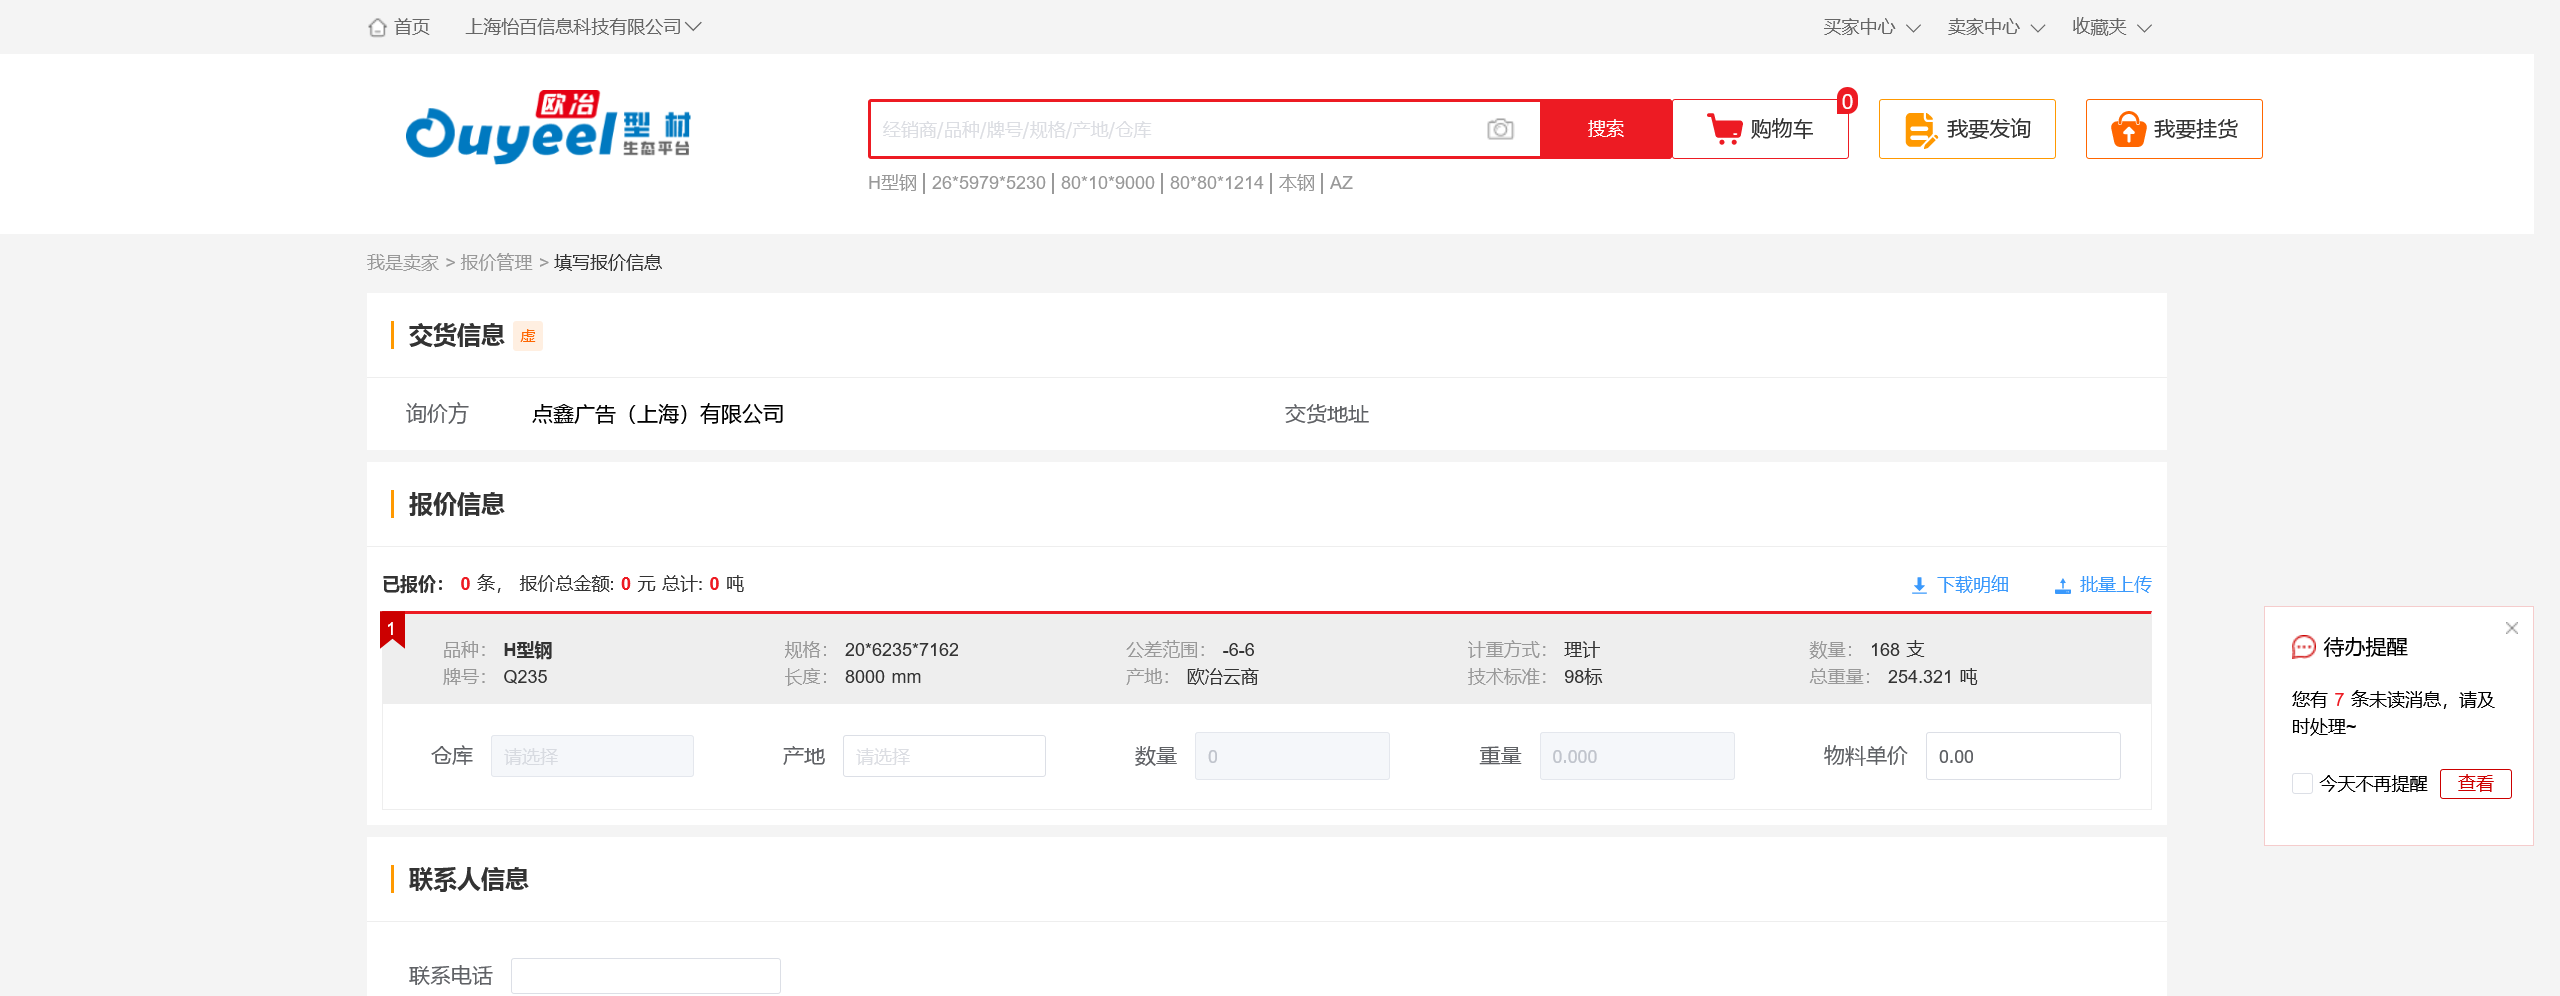 首页 上海怡百信息科技有限公司 买家中心 卖家中心 收藏夹
欧冶 Ouyeel 型材 生态平台
经销商/品种/牌号/规格/产地/仓库 搜索 购物车 0 我要发询 我要挂货
H型钢 | 26*5979*5230 | 80*10*9000 | 80*80*1214 | 本钢 | AZ
我是卖家 > 报价管理 > 填写报价信息
交货信息 虚
询价方 点鑫广告（上海）有限公司 交货地址
报价信息
已报价： 0 条， 报价总金额: 0 元 总计: 0 吨 下载明细 批量上传
1
品种： H型钢 规格： 20*6235*7162 公差范围： -6-6 计重方式： 理计 数量： 168 支
牌号： Q235 长度： 8000 mm 产地： 欧冶云商 技术标准： 98标 总重量： 254.321 吨
仓库 请选择 产地 请选择 数量 0 重量 0.000 物料单价 0.00
联系人信息
联系电话
待办提醒
您有 7 条未读消息，请及
时处理~
今天不再提醒 查看